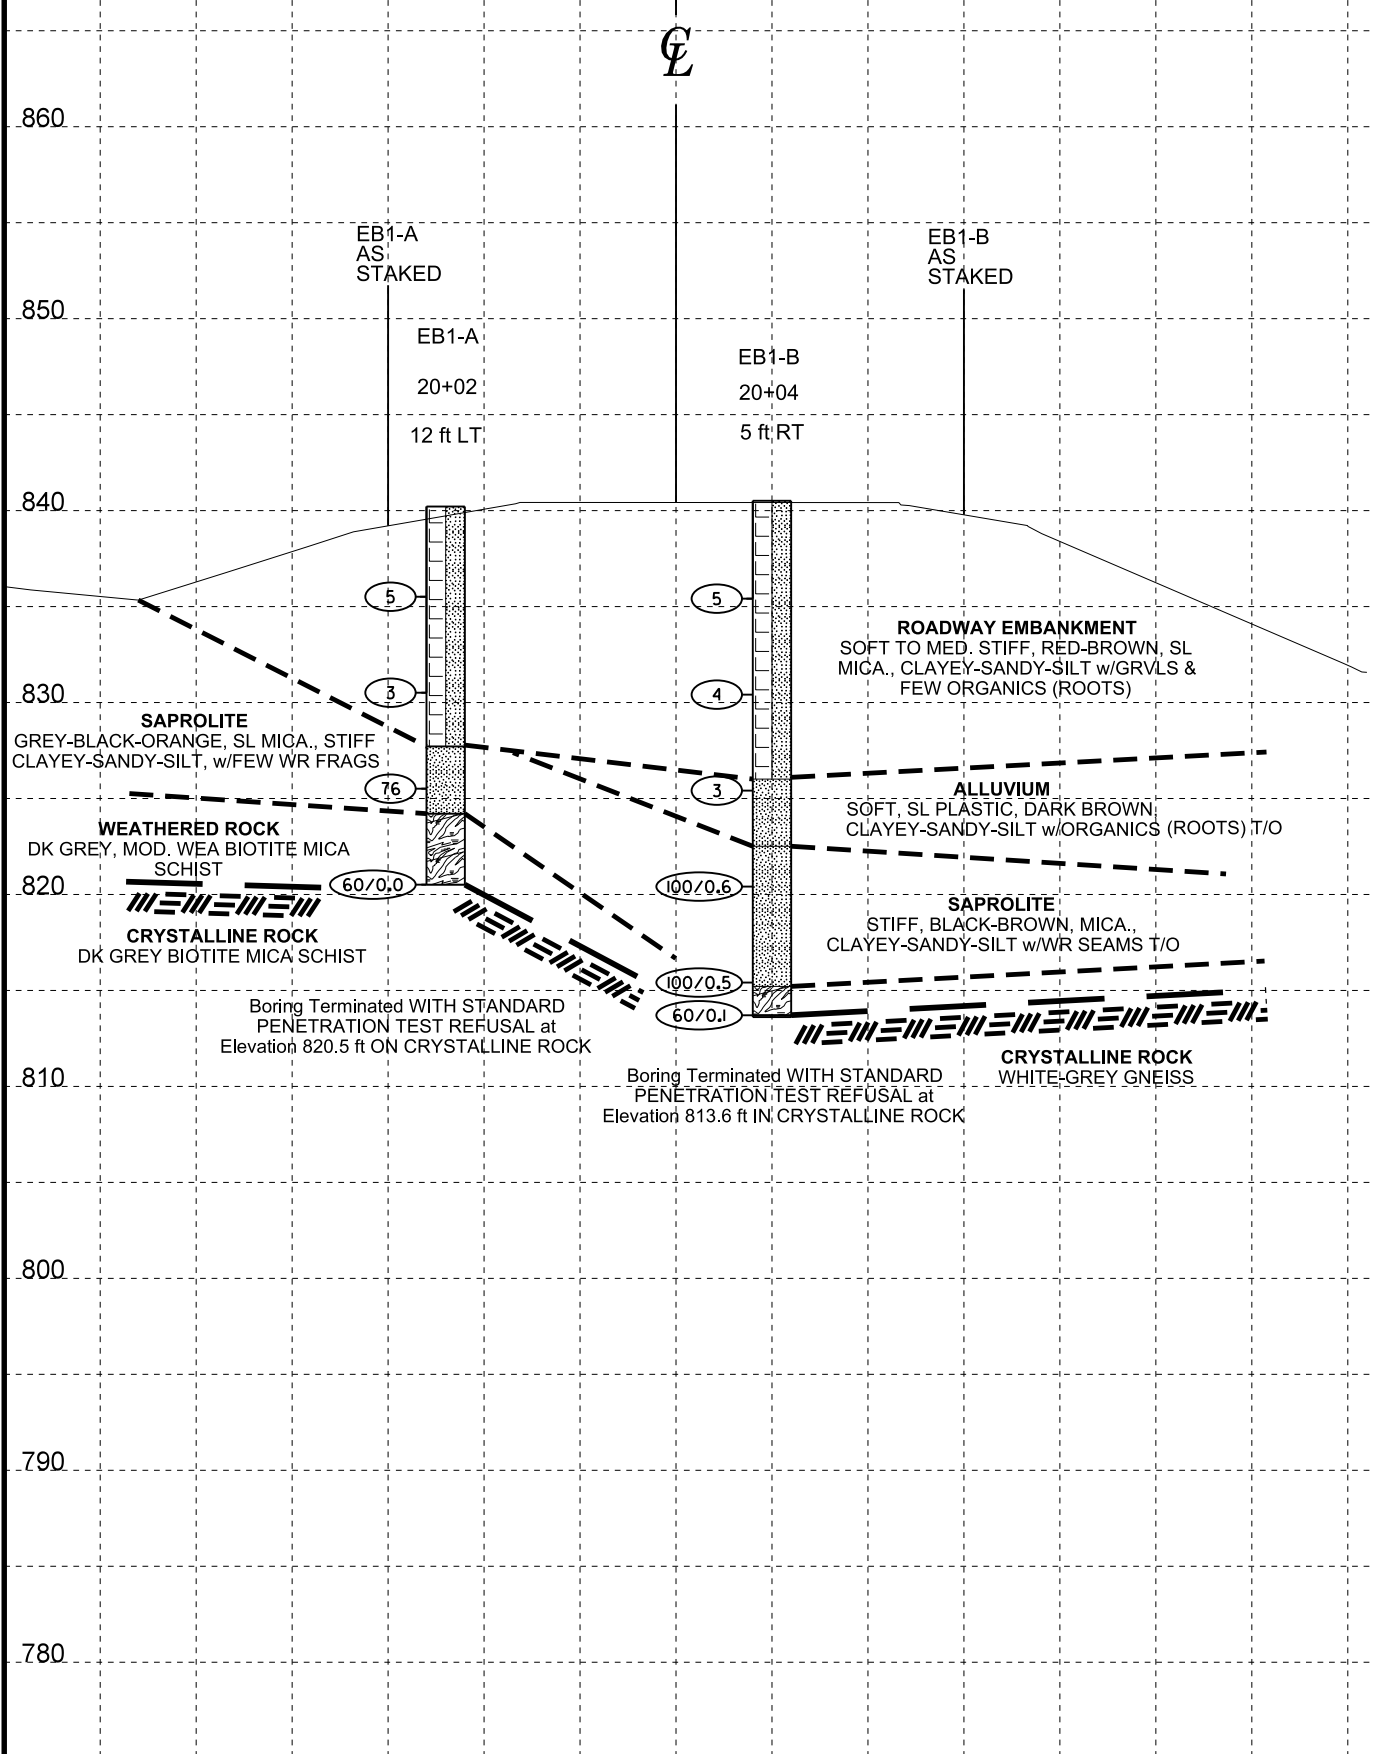 ℄
860
EB1-A
AS
STAKED
EB1-B
AS
STAKED
850
EB1-A
20+02
12 ft LT
EB1-B
20+04
5 ft RT
840
5
5
ROADWAY EMBANKMENT
SOFT TO MED. STIFF, RED-BROWN, SL
MICA., CLAYEY-SANDY-SILT w/GRVLS &
FEW ORGANICS (ROOTS)
830
3
4
SAPROLITE
GREY-BLACK-ORANGE, SL MICA., STIFF
CLAYEY-SANDY-SILT, w/FEW WR FRAGS
76
3
ALLUVIUM
SOFT, SL PLASTIC, DARK BROWN,
CLAYEY-SANDY-SILT w/ORGANICS (ROOTS) T/O
WEATHERED ROCK
DK GREY, MOD. WEA BIOTITE MICA
SCHIST
820
60/0.0
100/0.6
SAPROLITE
STIFF, BLACK-BROWN, MICA.,
CLAYEY-SANDY-SILT w/WR SEAMS T/O
CRYSTALLINE ROCK
DK GREY BIOTITE MICA SCHIST
100/0.5
60/0.1
Boring Terminated WITH STANDARD
PENETRATION TEST REFUSAL at
Elevation 820.5 ft ON CRYSTALLINE ROCK
CRYSTALLINE ROCK
WHITE-GREY GNEISS
810
Boring Terminated WITH STANDARD
PENETRATION TEST REFUSAL at
Elevation 813.6 ft IN CRYSTALLINE ROCK
800
790
780